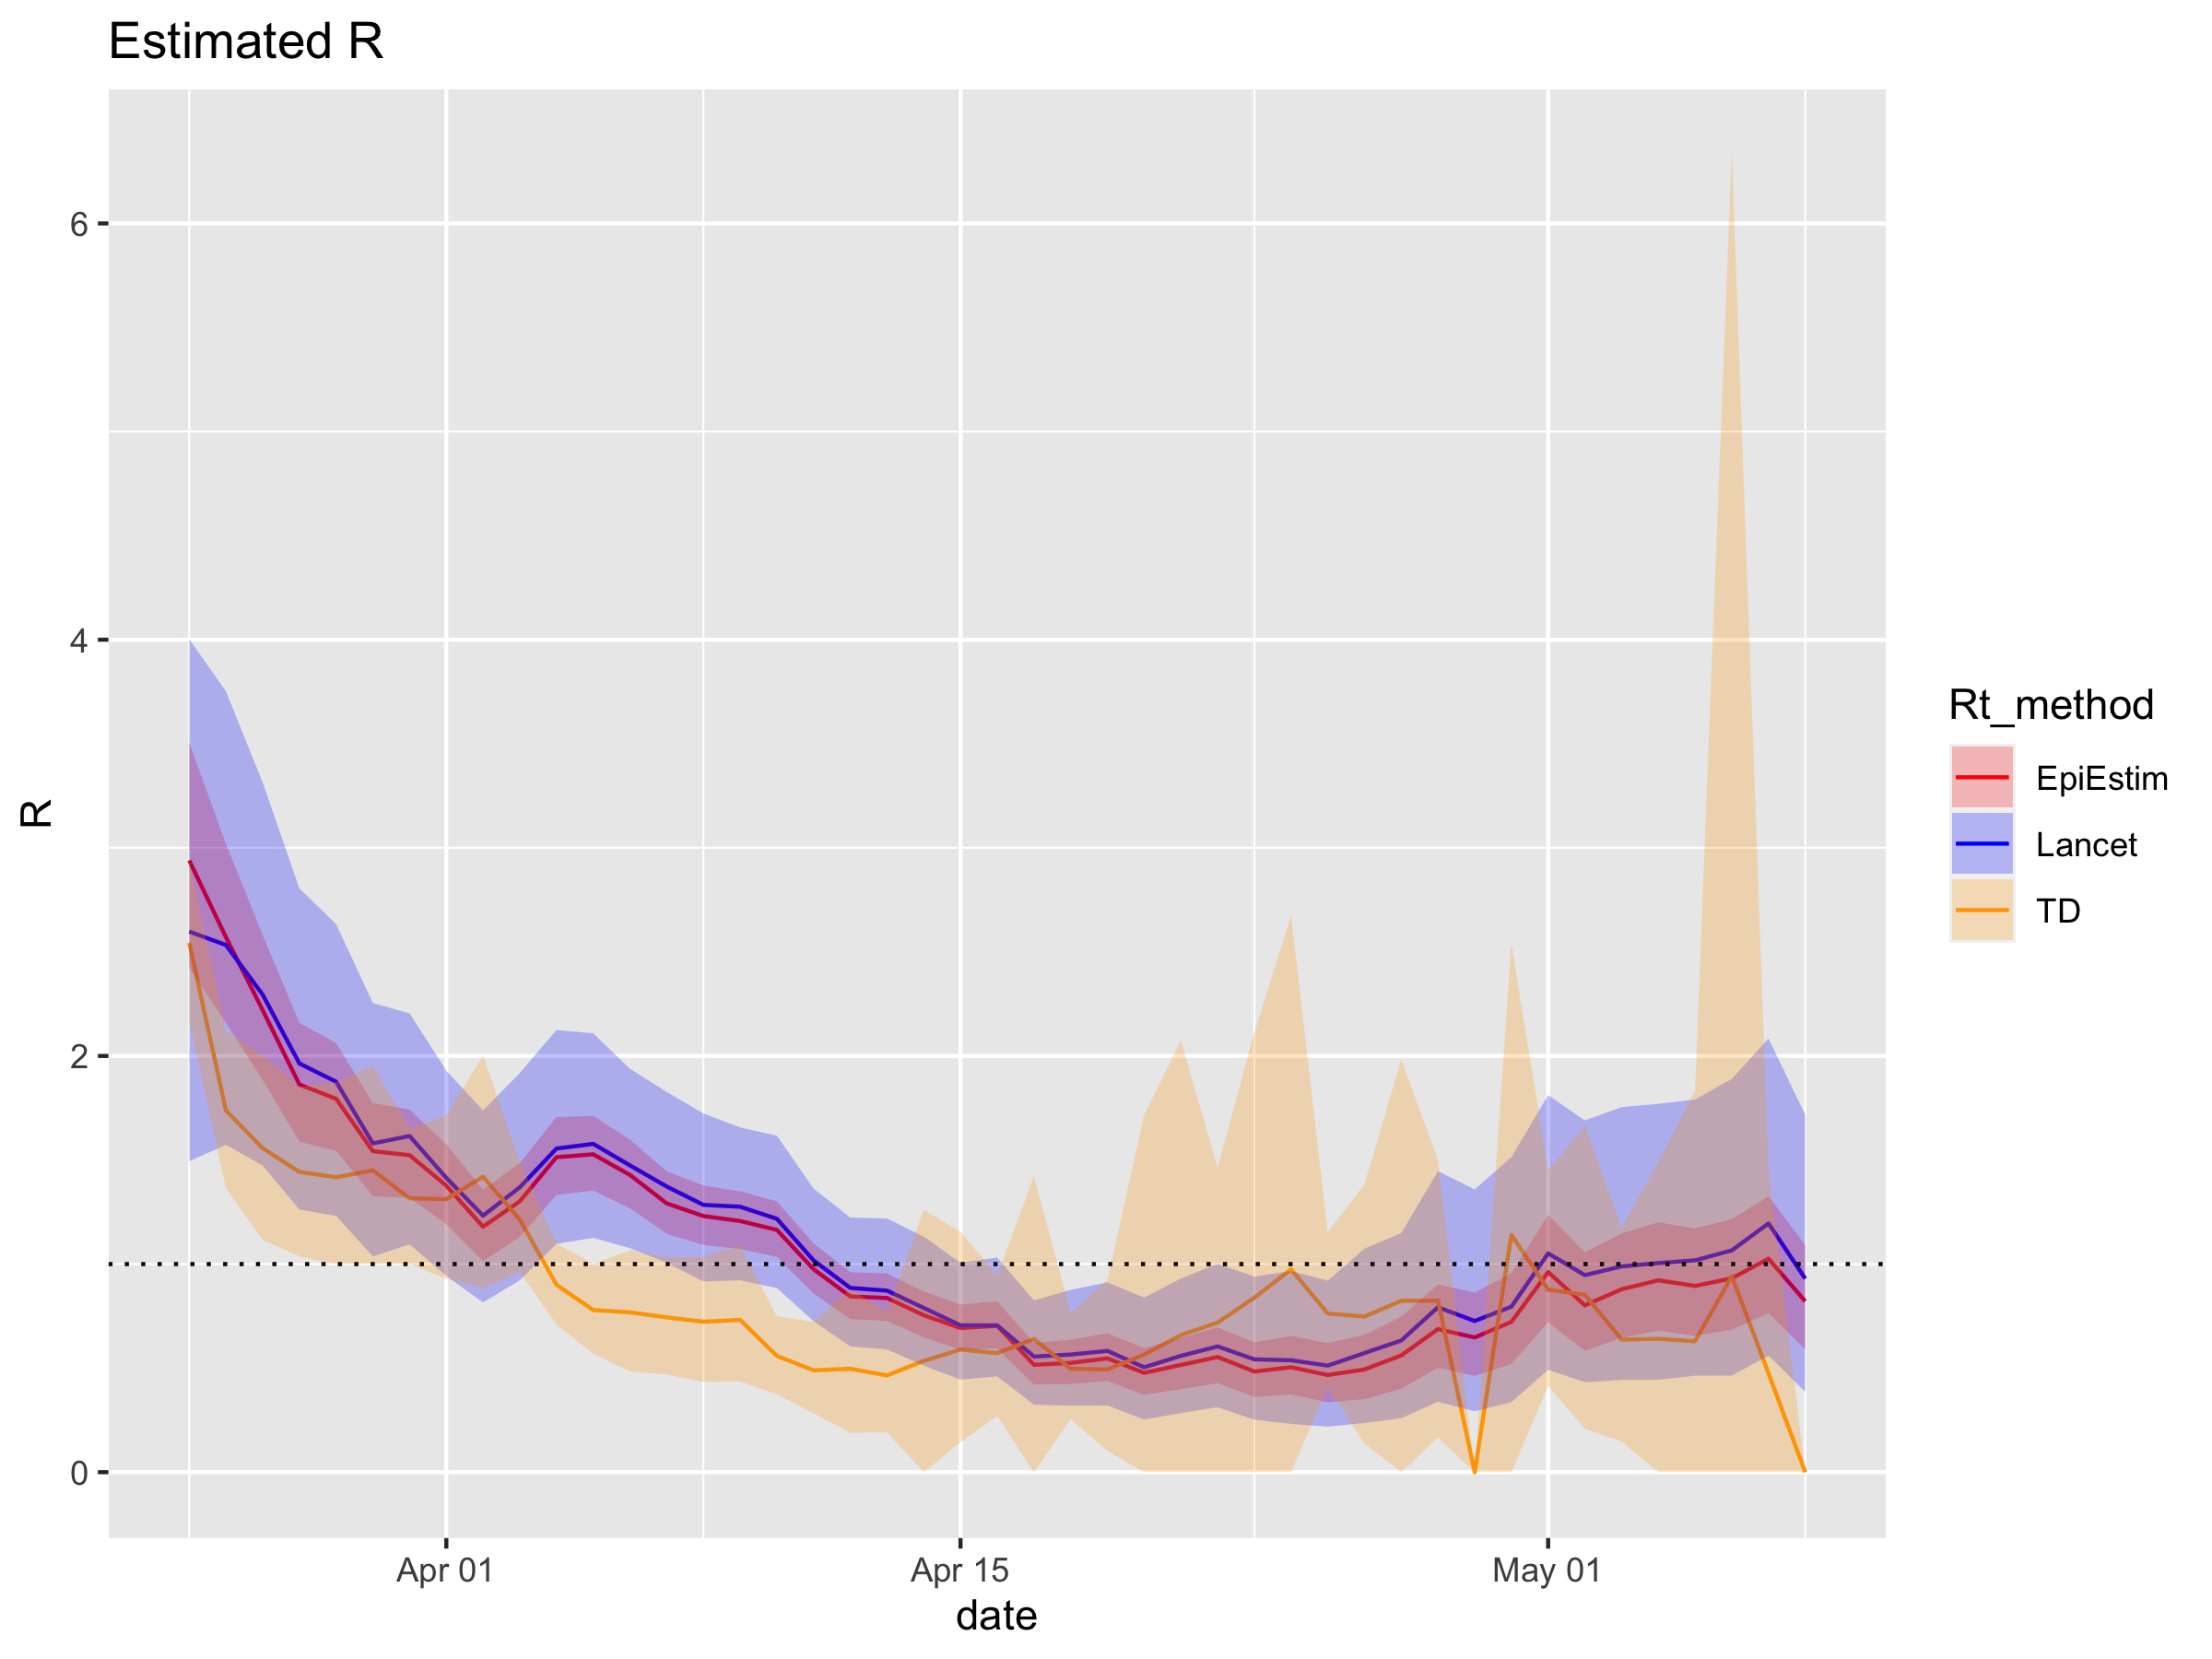 Estimated R
R
6
4
2
0
Apr 01
Apr 15
May 01
date
Rt_method
EpiEstim
Lancet
TD